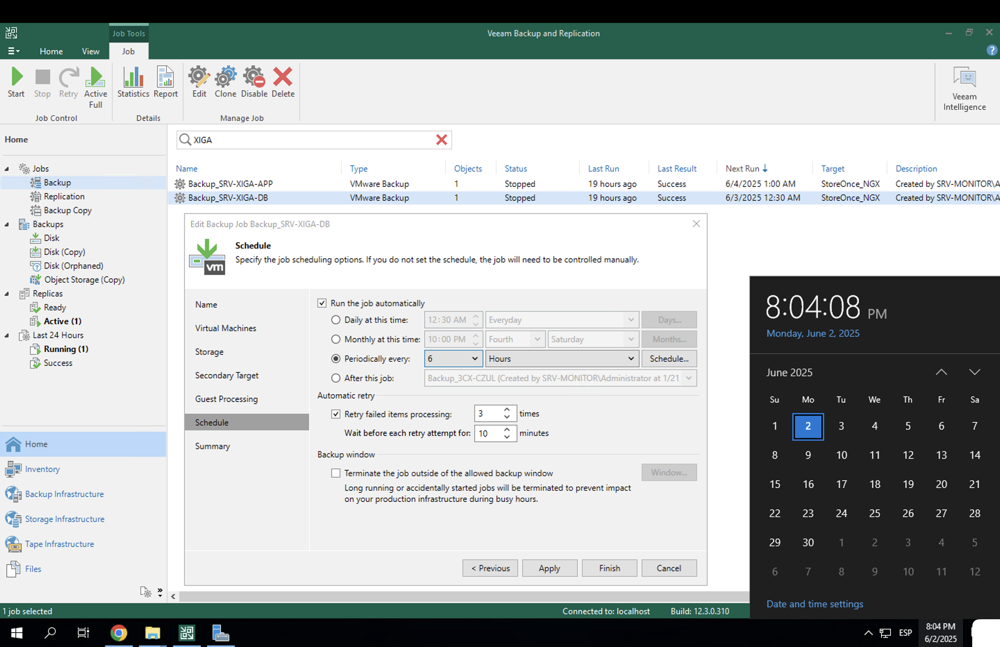 Job Tools
Veeam Backup and Replication
Home View Job
Start Stop Retry Active Full
Statistics Report
Edit Clone Disable Delete
Veeam Intelligence
Job Control Details Manage Job
Home
Jobs
Backup
Replication
Backup Copy
Backups
Disk
Disk (Copy)
Disk (Orphaned)
Object Storage (Copy)
Replicas
Ready
Active (1)
Last 24 Hours
Running (1)
Success
Home
Inventory
Backup Infrastructure
Storage Infrastructure
Tape Infrastructure
Files
XIGA
Name Type Objects Status Last Run Last Result Next Run Target Description
Backup_SRV-XIGA-APP VMware Backup 1 Stopped 19 hours ago Success 6/4/2025 1:00 AM StoreOnce_NGX Created by SRV-MONITOR\A
Backup_SRV-XIGA-DB VMware Backup 1 Stopped 19 hours ago Success 6/3/2025 12:30 AM StoreOnce_NGX Created by SRV-MONITOR\A
Edit Backup Job Backup_SRV-XIGA-DB
vm
Schedule
Specify the job scheduling options. If you do not set the schedule, the job will need to be controlled manually.
Name
Virtual Machines
Storage
Secondary Target
Guest Processing
Schedule
Summary
Run the job automatically
Daily at this time: 12:30 AM Everyday Days...
Monthly at this time: 10:00 PM Fourth Saturday Months...
Periodically every: 6 Hours Schedule...
After this job: Backup_3CX-CZUL (Created by SRV-MONITOR\Administrator at 1/21
Automatic retry
Retry failed items processing: 3 times
Wait before each retry attempt for: 10 minutes
Backup window
Terminate the job outside of the allowed backup window Window...
Long running or accidentally started jobs will be terminated to prevent impact
on your production infrastructure during busy hours.
< Previous Apply Finish Cancel
8:04:08 PM
Monday, June 2, 2025
June 2025
Su Mo Tu We Th Fr Sa
1 2 3 4 5 6 7
8 9 10 11 12 13 14
15 16 17 18 19 20 21
22 23 24 25 26 27 28
29 30 1 2 3 4 5
6 7 8 9 10 11 12
Date and time settings
1 job selected
Connected to: localhost Build: 12.3.0.310
ESP
8:04 PM
6/2/2025